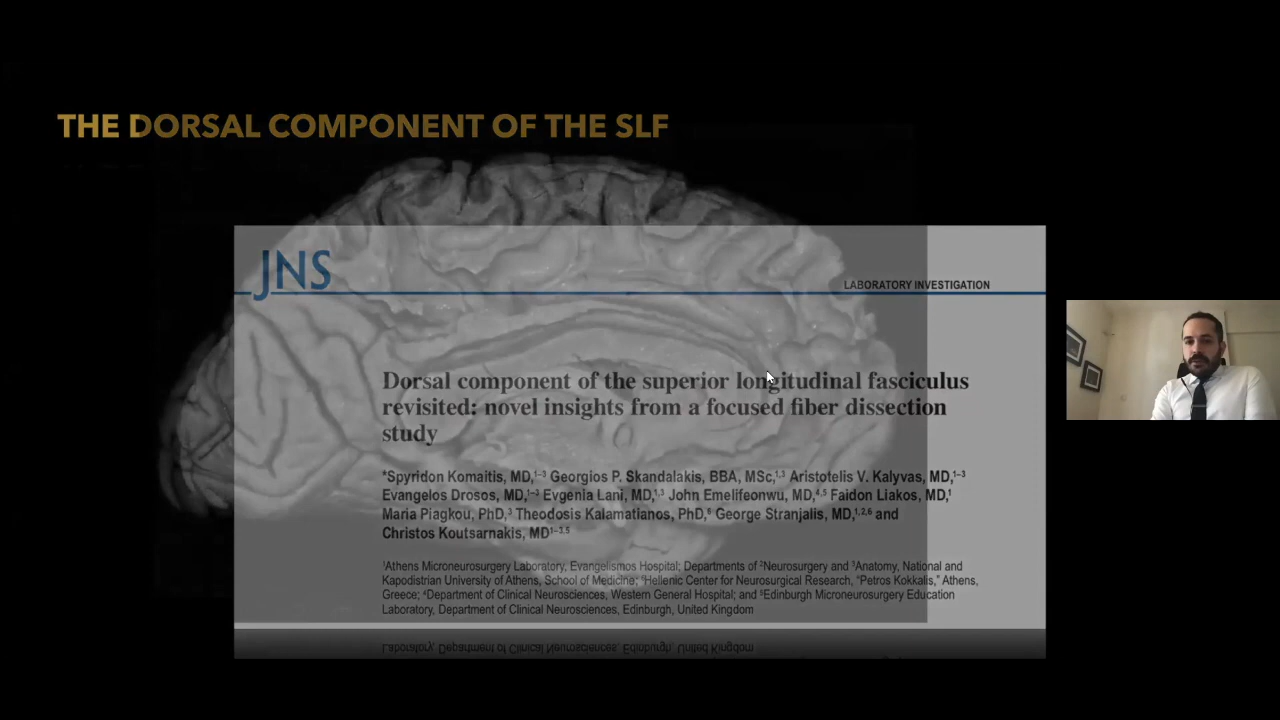 THE DORSAL COMPONENT OF THE SLF
JNS
LABORATORY INVESTIGATION
Dorsal component of the superior longitudinal fasciculus
revisited: novel insights from a focused fiber dissection
study
*Spyridon Komaitis, MD,¹⁻³ Georgios P. Skandalakis, BBA, MSc,¹,³ Aristotelis V. Kalyvas, MD,¹⁻³
Evangelos Drosos, MD,¹⁻³ Evgenia Lani, MD,¹,³ John Emelifeonwu, MD,⁴,⁵ Faidon Liakos, MD,¹
Maria Piagkou, PhD,³ Theodosis Kalamatianos, PhD,⁶ George Stranjalis, MD,¹,²,⁶ and
Christos Koutsarnakis, MD¹⁻³,⁵
¹Athens Microneurosurgery Laboratory, Evangelismos Hospital; Departments of ²Neurosurgery and ³Anatomy, National and
Kapodistrian University of Athens, School of Medicine; ⁶Hellenic Center for Neurosurgical Research, "Petros Kokkalis," Athens,
Greece; ⁴Department of Clinical Neurosciences, Western General Hospital; and ⁵Edinburgh Microneurosurgery Education
Laboratory, Department of Clinical Neurosciences, Edinburgh, United Kingdom